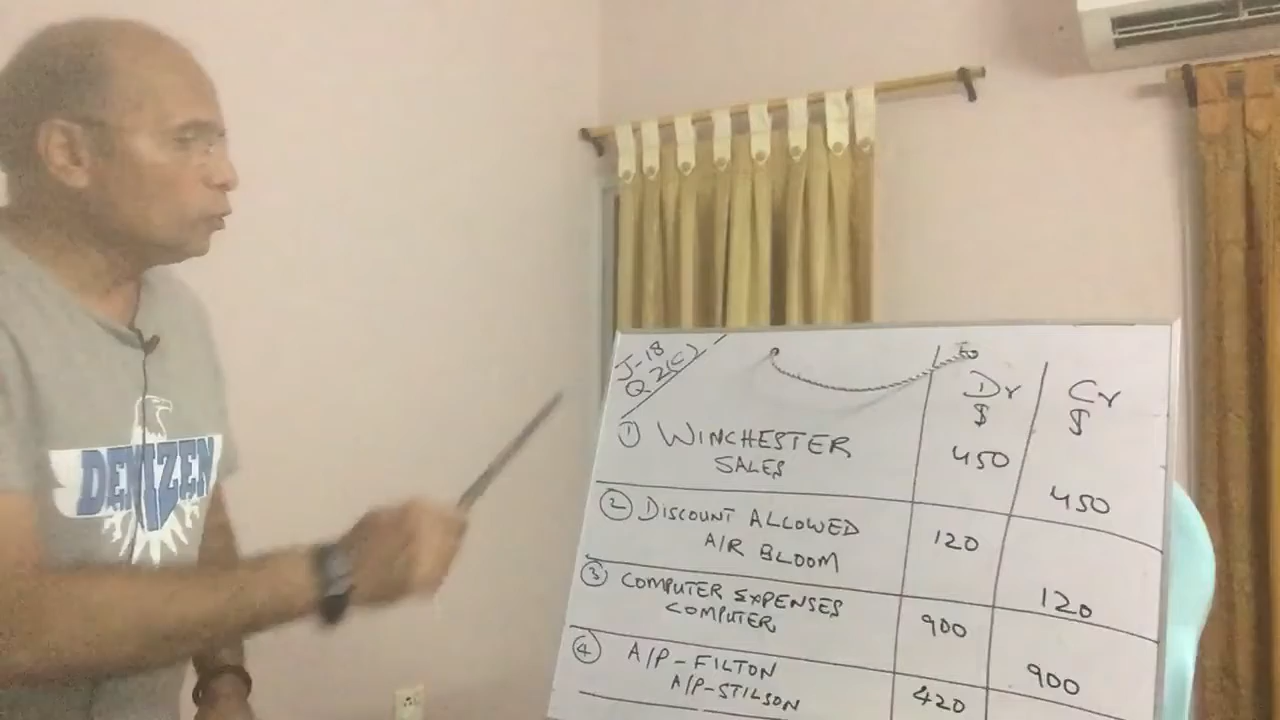 J-18
Q 2(C)
Dr Cr
$ $
① WINCHESTER 450
SALES 450
② DISCOUNT ALLOWED 120
A/R BLOOM 120
③ COMPUTER EXPENSES 900
COMPUTER 900
④ A/P-FILTON 420
A/P-STILSON
DENIZEN